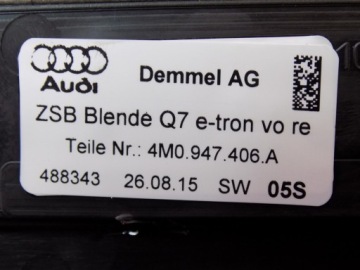 Audi
Demmel AG
ZSB Blende Q7 e-tron vo re
Teile Nr.: 4M0.947.406.A
488343 26.08.15 SW 05S